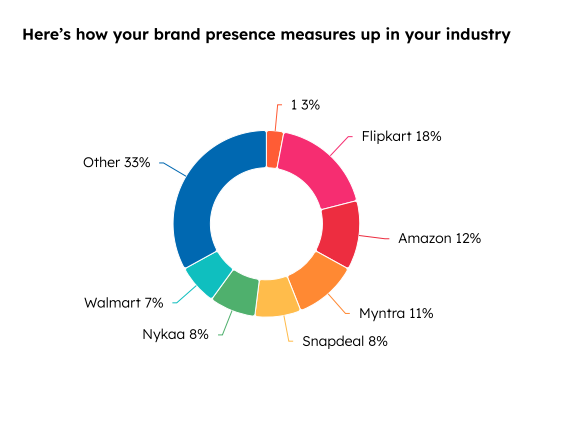 Here’s how your brand presence measures up in your industry
1 3%
Flipkart 18%
Other 33%
Amazon 12%
Walmart 7%
Myntra 11%
Nykaa 8%
Snapdeal 8%